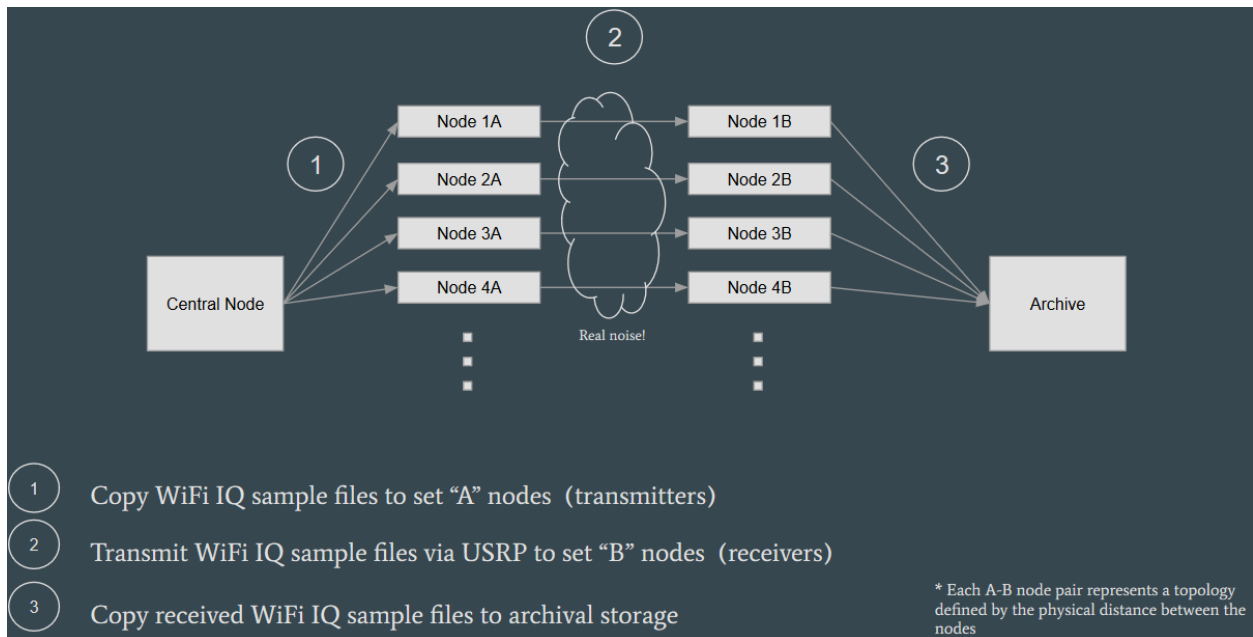 2
Node 1A
Node 1B
1
3
Node 2A
Node 2B
Node 3A
Node 3B
Central Node
Node 4A
Node 4B
Archive
Real noise!
1
Copy WiFi IQ sample files to set “A” nodes (transmitters)
2
Transmit WiFi IQ sample files via USRP to set “B” nodes (receivers)
3
Copy received WiFi IQ sample files to archival storage
* Each A-B node pair represents a topology
defined by the physical distance between the
nodes